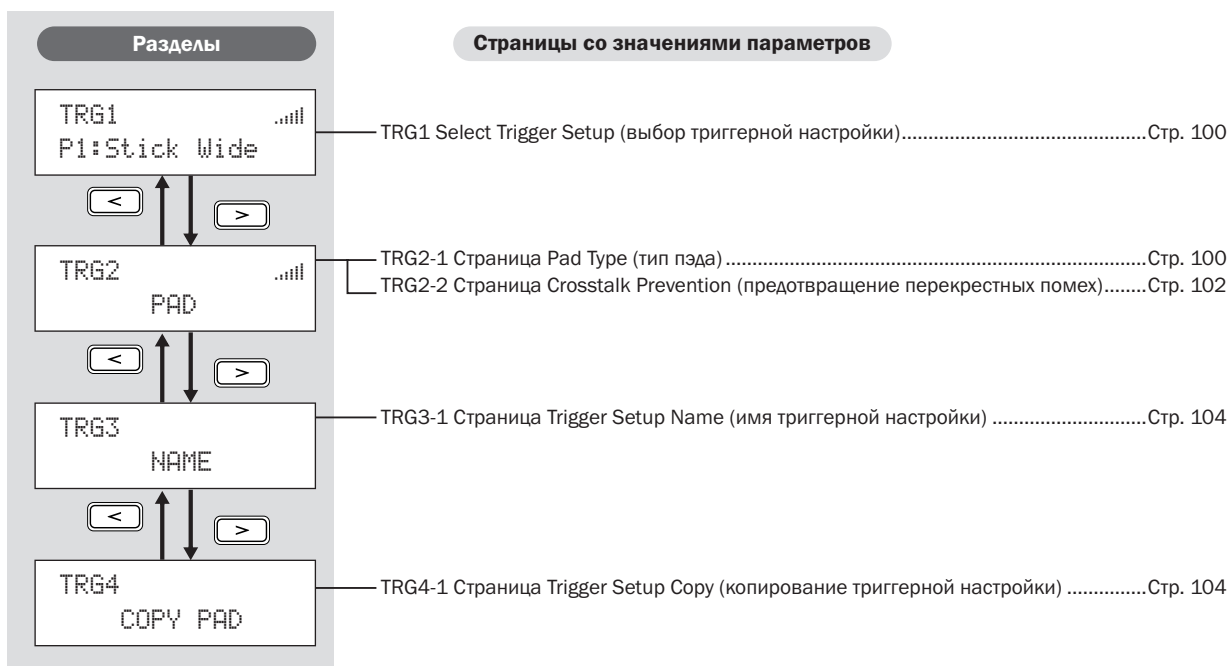 Разделы
Страницы со значениями параметров
TRG1
P1:Stick Wide
TRG1 Select Trigger Setup (выбор триггерной настройки)..........................................Стр. 100
<
>
TRG2
PAD
TRG2-1 Страница Pad Type (тип пэда).........................................................................Стр. 100
TRG2-2 Страница Crosstalk Prevention (предотвращение перекрестных помех)........Стр. 102
<
>
TRG3
NAME
TRG3-1 Страница Trigger Setup Name (имя триггерной настройки) ...........................Стр. 104
<
>
TRG4
COPY PAD
TRG4-1 Страница Trigger Setup Copy (копирование триггерной настройки) ..............Стр. 104